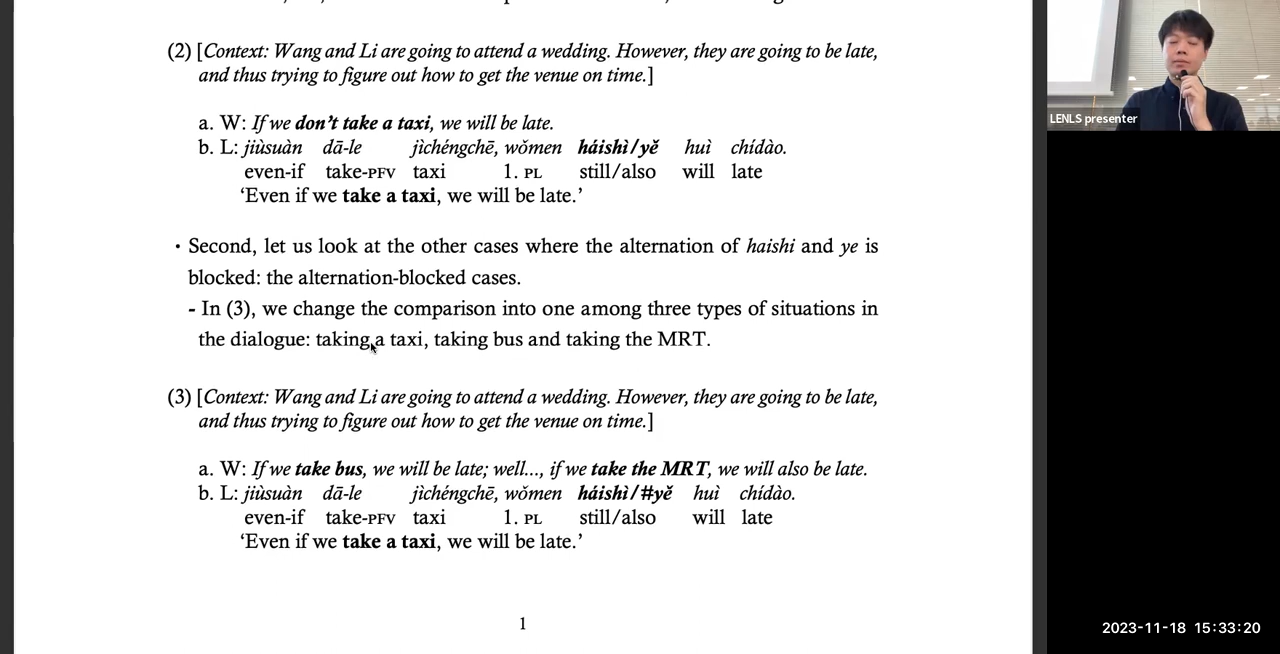 (2) [Context: Wang and Li are going to attend a wedding. However, they are going to be late,
and thus trying to figure out how to get the venue on time.]
a. W: If we don't take a taxi, we will be late.
b. L: jiùsuàn dā-le jìchéngchē, wǒmen háishì/yě huì chídào.
even-if take-PFV taxi 1. PL still/also will late
‘Even if we take a taxi, we will be late.’
· Second, let us look at the other cases where the alternation of haishi and ye is
blocked: the alternation-blocked cases.
- In (3), we change the comparison into one among three types of situations in
the dialogue: taking a taxi, taking bus and taking the MRT.
(3) [Context: Wang and Li are going to attend a wedding. However, they are going to be late,
and thus trying to figure out how to get the venue on time.]
a. W: If we take bus, we will be late; well..., if we take the MRT, we will also be late.
b. L: jiùsuàn dā-le jìchéngchē, wǒmen háishì/#yě huì chídào.
even-if take-PFV taxi 1. PL still/also will late
‘Even if we take a taxi, we will be late.’
1
LENLS presenter
2023-11-18 15:33:20